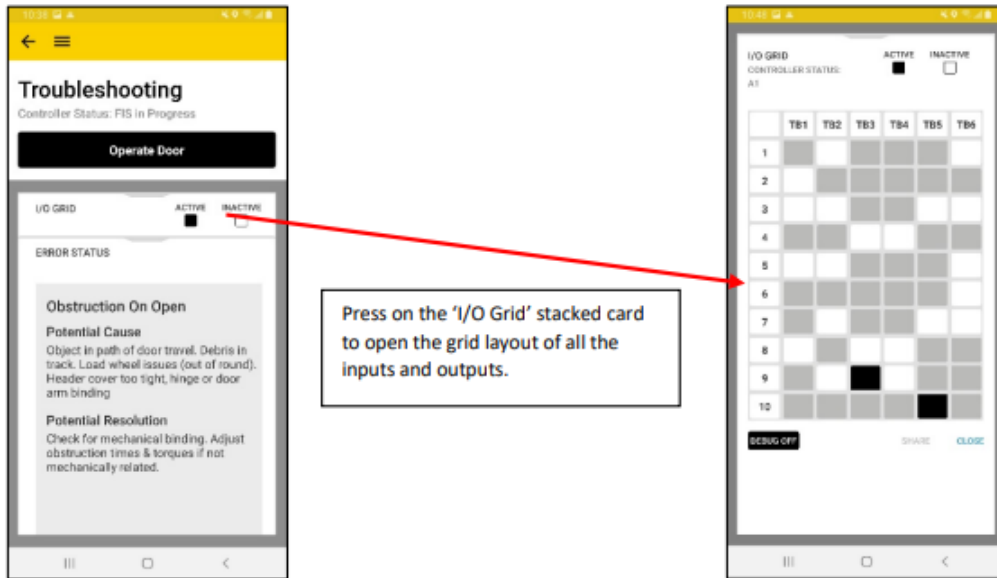 10:36
Troubleshooting
Controller Status: FIS in Progress
Operate Door
I/O GRID ACTIVE INACTIVE
ERROR STATUS
Obstruction On Open
Potential Cause
Object in path of door travel. Debris in
track. Load wheel issues (out of round).
Header cover too tight, hinge or door
arm binding
Potential Resolution
Check for mechanical binding. Adjust
obstruction times & torques if not
mechanically related.
Press on the ‘I/O Grid’ stacked card
to open the grid layout of all the
inputs and outputs.
10:46
I/O GRID ACTIVE INACTIVE
CONTROLLER STATUS:
A1
TB1 TB2 TB3 TB4 TB5 TB6
1
2
3
4
5
6
7
8
9
10
DEBUG OFF SHARE CLOSE